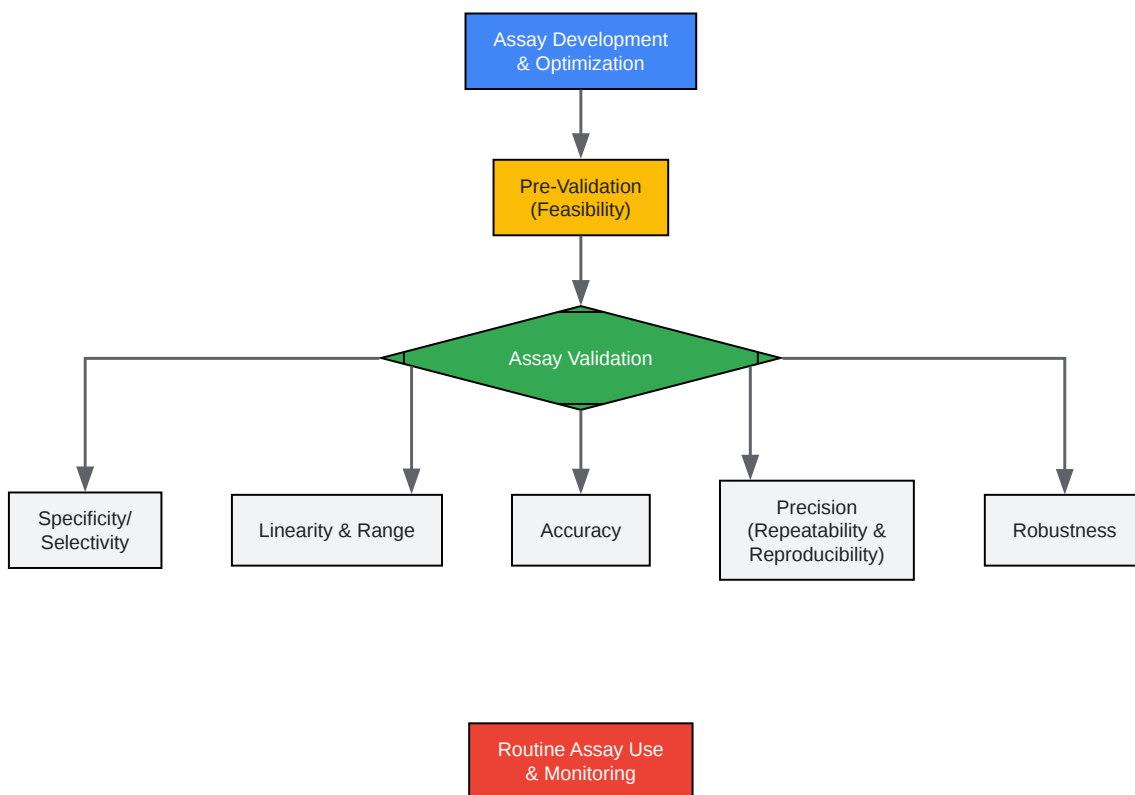 Assay Development
& Optimization
Pre-Validation
(Feasibility)
Assay Validation
Specificity/
Selectivity
Linearity & Range
Accuracy
Precision
(Repeatability &
Reproducibility)
Robustness
Routine Assay Use
& Monitoring